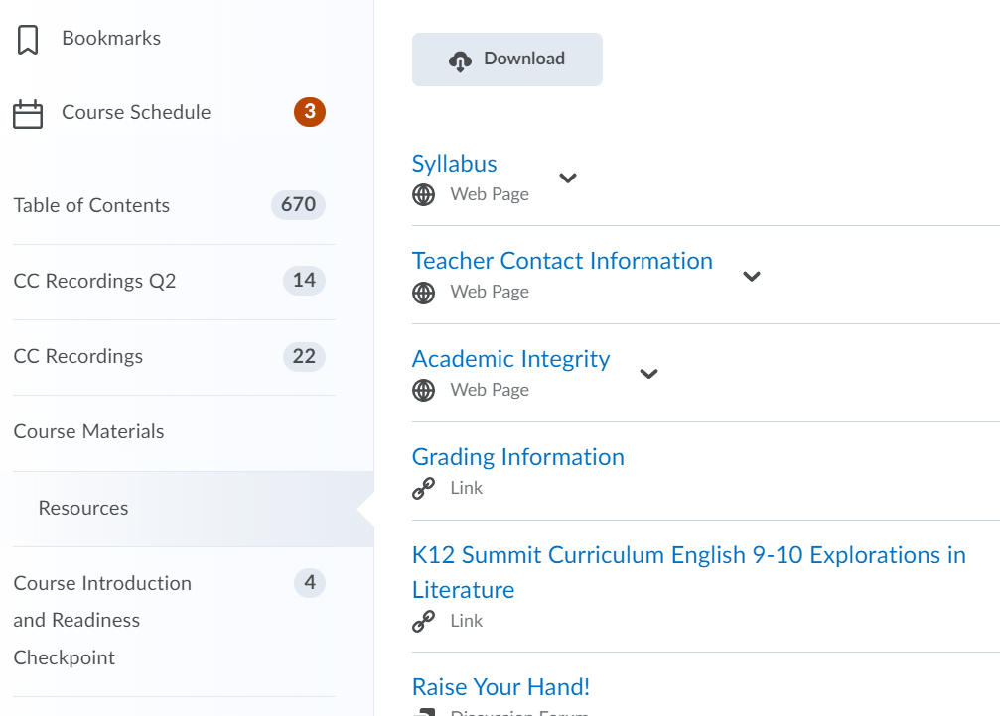 Bookmarks
Course Schedule
3
Table of Contents
670
CC Recordings Q2
14
CC Recordings
22
Course Materials
Resources
Course Introduction
and Readiness
Checkpoint
4
Download
Syllabus
Web Page
Teacher Contact Information
Web Page
Academic Integrity
Web Page
Grading Information
Link
K12 Summit Curriculum English 9-10 Explorations in
Literature
Link
Raise Your Hand!
Discussion Forum